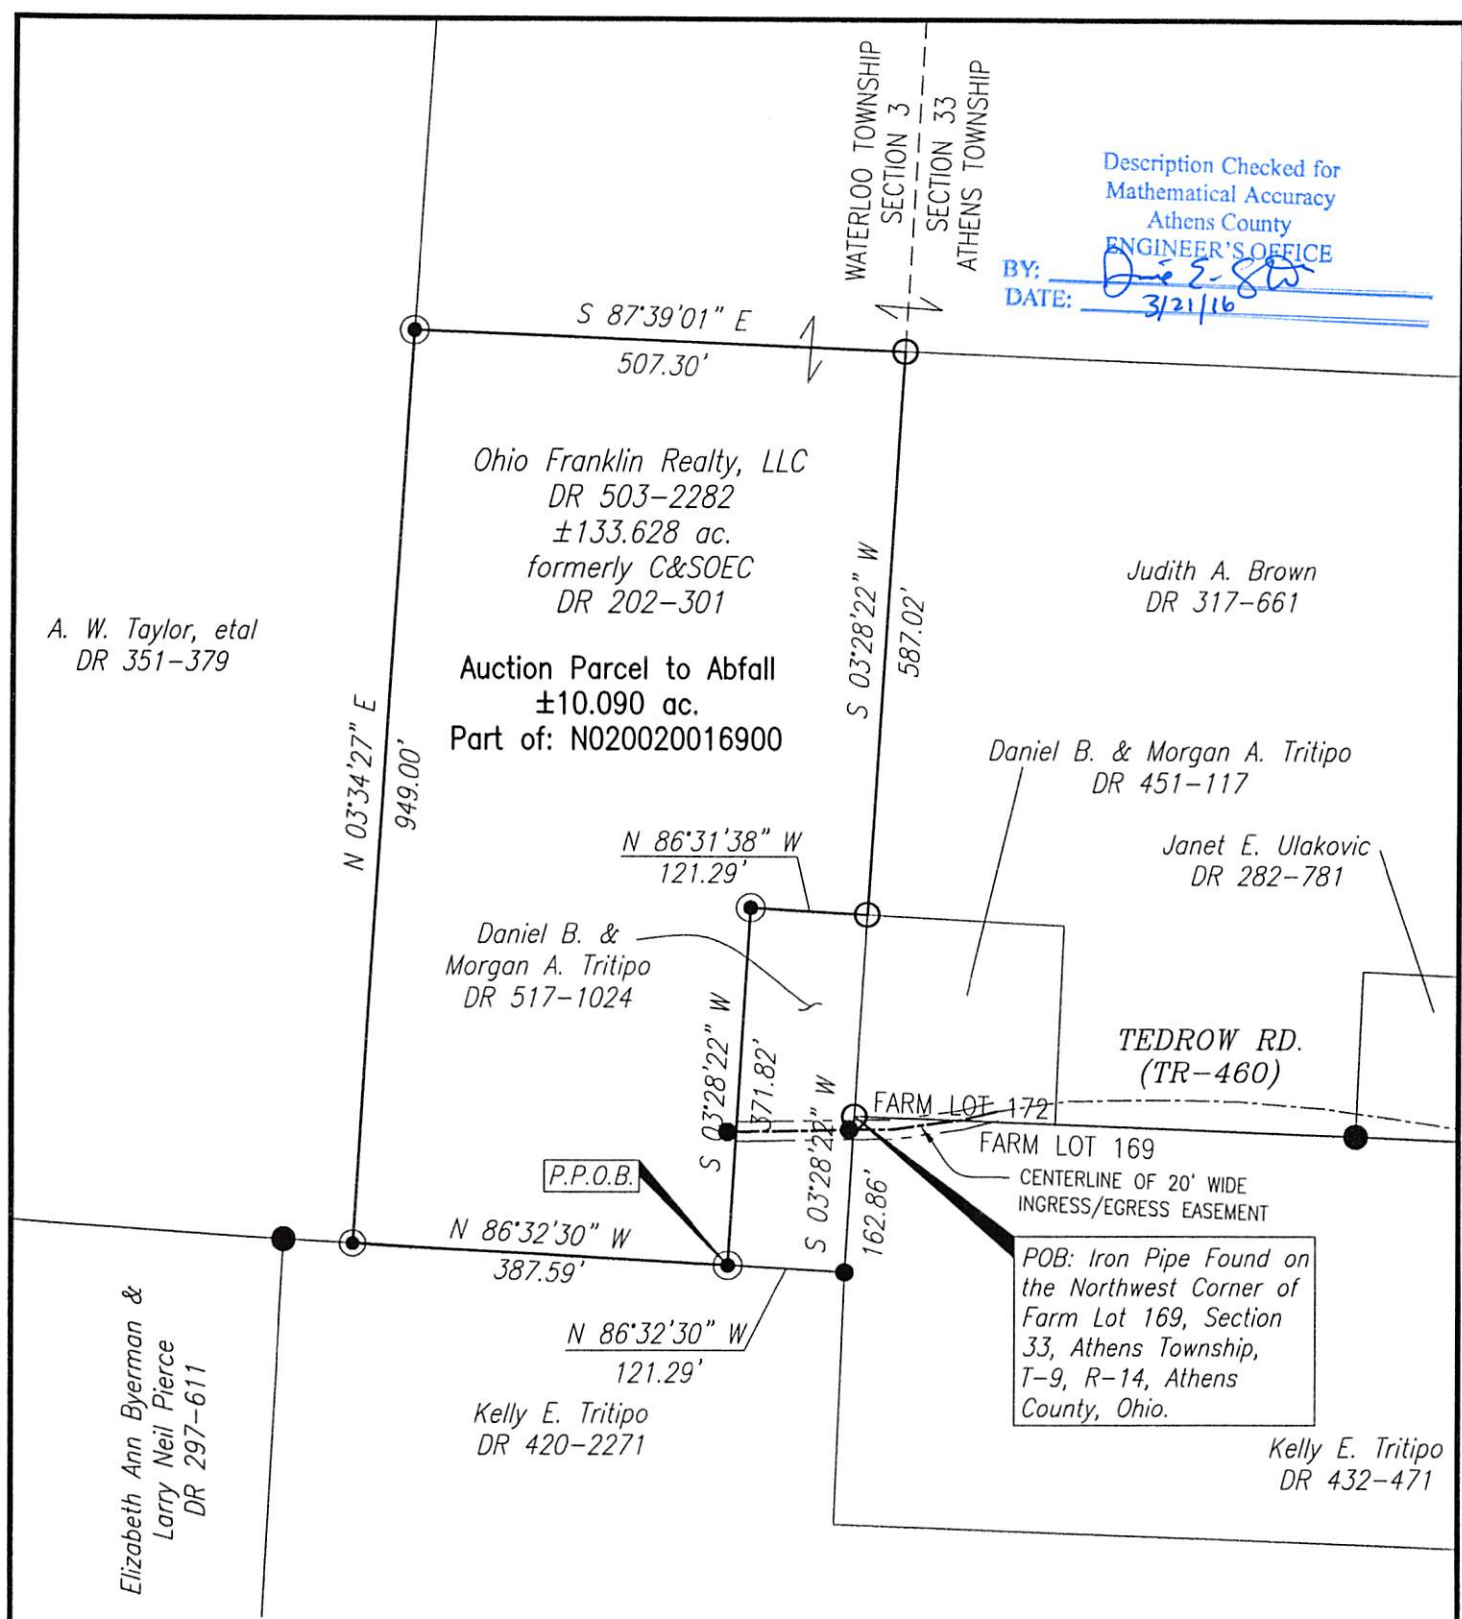 WATERLOO TOWNSHIP
SECTION 3
SECTION 33
ATHENS TOWNSHIP
Description Checked for
Mathematical Accuracy
Athens County
ENGINEER'S OFFICE
BY:
DATE: 3/21/16
S 87°39'01" E
507.30'
Ohio Franklin Realty, LLC
DR 503-2282
±133.628 ac.
formerly C&SOEC
DR 202-301
A. W. Taylor, etal
DR 351-379
Auction Parcel to Abfall
±10.090 ac.
Part of: N020020016900
N 03°34'27" E
949.00'
S 03°28'22" W
587.02'
Judith A. Brown
DR 317-661
Daniel B. & Morgan A. Tritipo
DR 451-117
Janet E. Ulakovic
DR 282-781
N 86°31'38" W
121.29'
Daniel B. &
Morgan A. Tritipo
DR 517-1024
S 03°28'22" W
371.82'
S 03°28'22" W
162.86'
TEDROW RD.
(TR-460)
FARM LOT 172
FARM LOT 169
CENTERLINE OF 20' WIDE
INGRESS/EGRESS EASEMENT
P.P.O.B.
N 86°32'30" W
387.59'
N 86°32'30" W
121.29'
POB: Iron Pipe Found on
the Northwest Corner of
Farm Lot 169, Section
33, Athens Township,
T-9, R-14, Athens
County, Ohio.
Elizabeth Ann Byerman &
Larry Neil Pierce
DR 297-611
Kelly E. Tritipo
DR 420-2271
Kelly E. Tritipo
DR 432-471